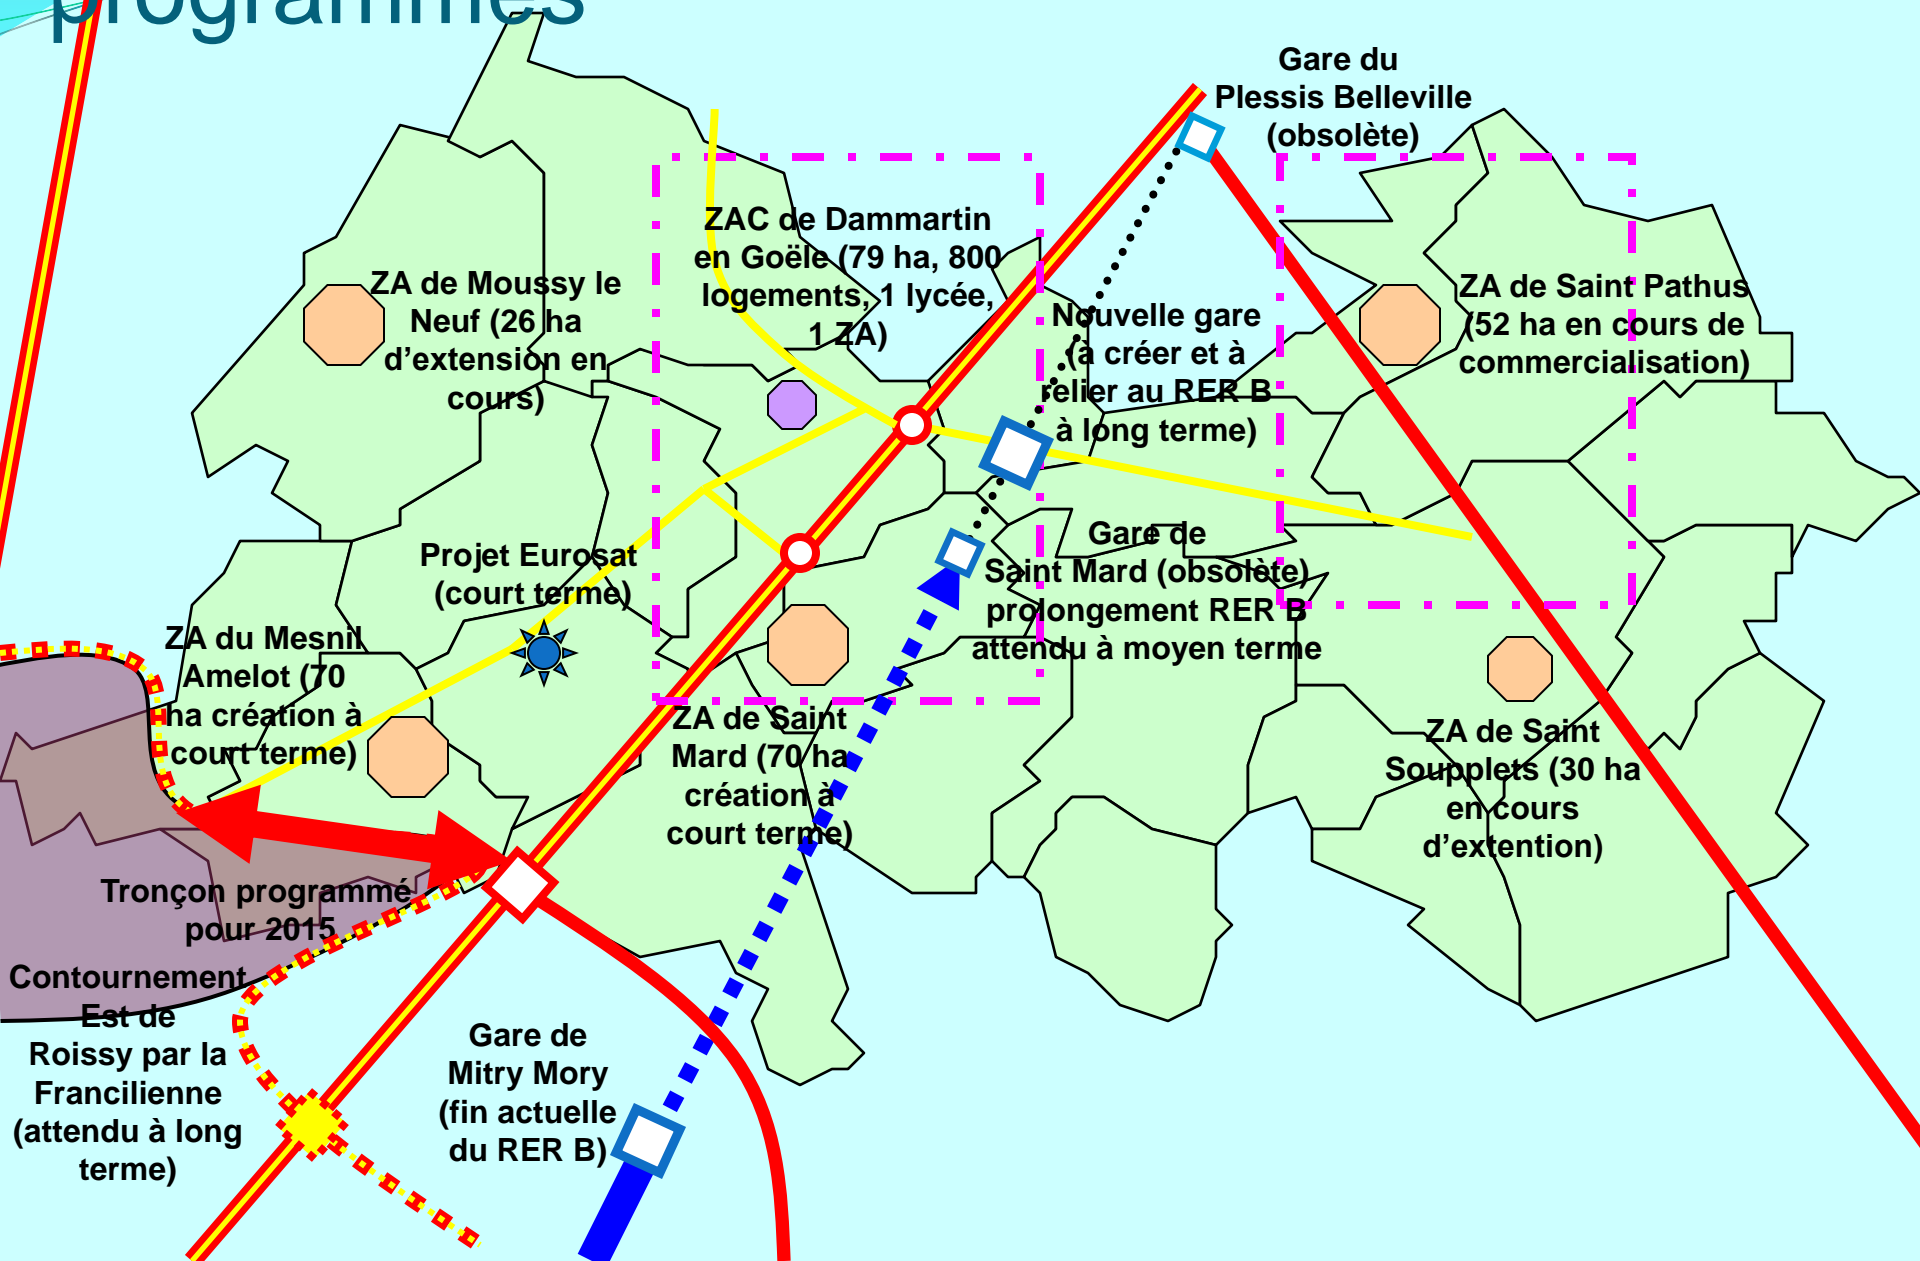 programmes
Gare du
Plessis Belleville
(obsolète)
ZAC de Dammartin
en Goële (79 ha, 800
logements, 1 lycée,
1 ZA)
ZA de Moussy le
Neuf (26 ha
d’extension en
cours)
Nouvelle gare
(à créer et à
relier au RER B
à long terme)
ZA de Saint Pathus
(52 ha en cours de
commercialisation)
Projet Eurosat
(court terme)
Gare de
Saint Mard (obsolète)
prolongement RER B
attendu à moyen terme
ZA du Mesnil
Amelot (70
ha création à
court terme)
ZA de Saint
Mard (70 ha
création à
court terme)
ZA de Saint
Soupplets (30 ha
en cours
d’extention)
Tronçon programmé
pour 2015
Contournement
Est de
Roissy par la
Francilienne
(attendu à long
terme)
Gare de
Mitry Mory
(fin actuelle
du RER B)